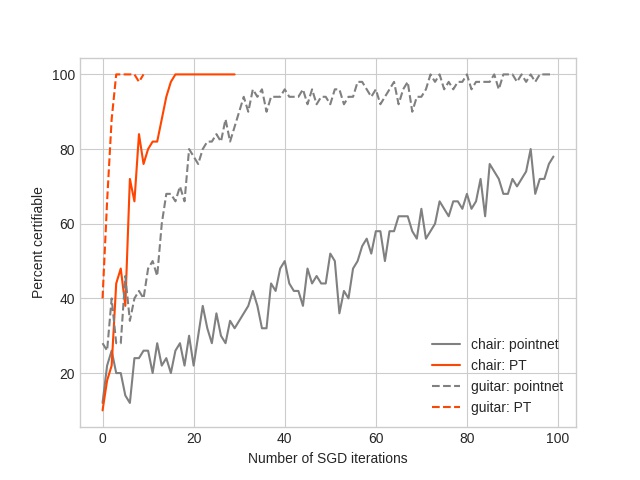 100
80
60
40
20
Percent certifiable
chair: pointnet
chair: PT
guitar: pointnet
guitar: PT
0 20 40 60 80 100
Number of SGD iterations